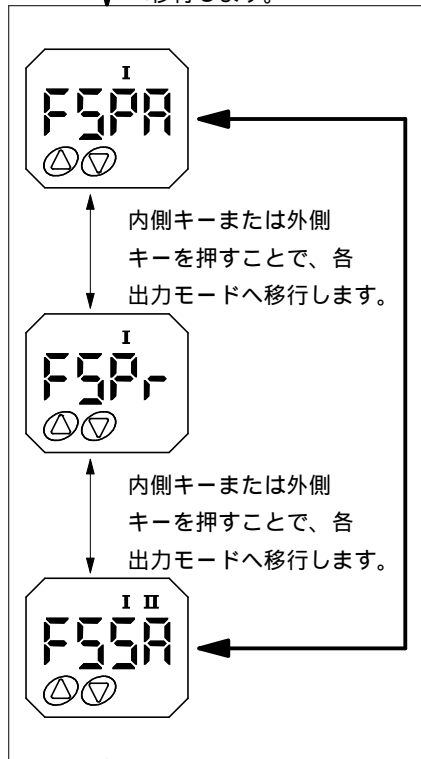 移行します。
I
FSPA
内側キーまたは外側
キーを押すことで、各
出力モードへ移行します。
I
FSPr
内側キーまたは外側
キーを押すことで、各
出力モードへ移行します。
I II
FSSA